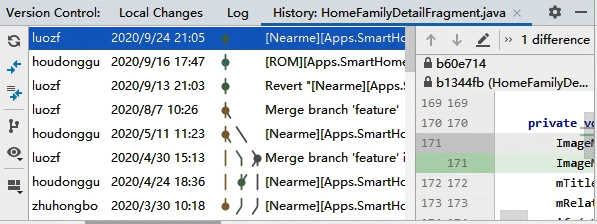 Version Control: Local Changes Log History: HomeFamilyDetailFragment.java
luozf 2020/9/24 21:05 [Nearme][Apps.SmartHom
houdonggu 2020/9/16 17:47 [ROM][Apps.SmartHome
luozf 2020/9/13 21:03 Revert "[Nearme][Apps.Sm
luozf 2020/8/7 10:26 Merge branch 'feature'
houdonggu 2020/5/11 11:23 [Nearme][Apps.SmartHo
luozf 2020/4/30 15:13 Merge branch 'feature' i
houdonggu 2020/4/24 18:36 [Nearme][Apps.SmartHo
zhuhongbo 2020/3/30 10:18 [Nearme][Apps.SmartHo
» 1 difference
b60e714
b1344fb (HomeFamilyDe...
169 169
170 170 private vo
171 Image
171 Image
172 172 mTitle
173 173 mRela